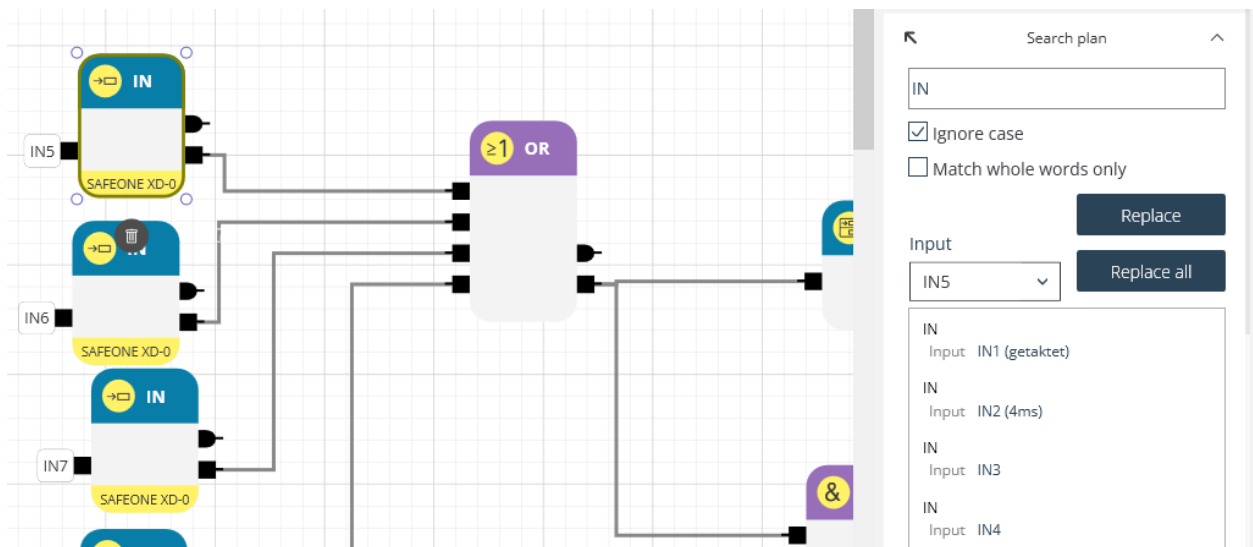 IN
IN5
SAFEONE XD-0
IN6
SAFEONE XD-0
IN
IN7
SAFEONE XD-0
≥1 OR
&
Search plan
IN
Ignore case
Match whole words only
Replace
Input
IN5
Replace all
IN
Input IN1 (getaktet)
IN
Input IN2 (4ms)
IN
Input IN3
IN
Input IN4